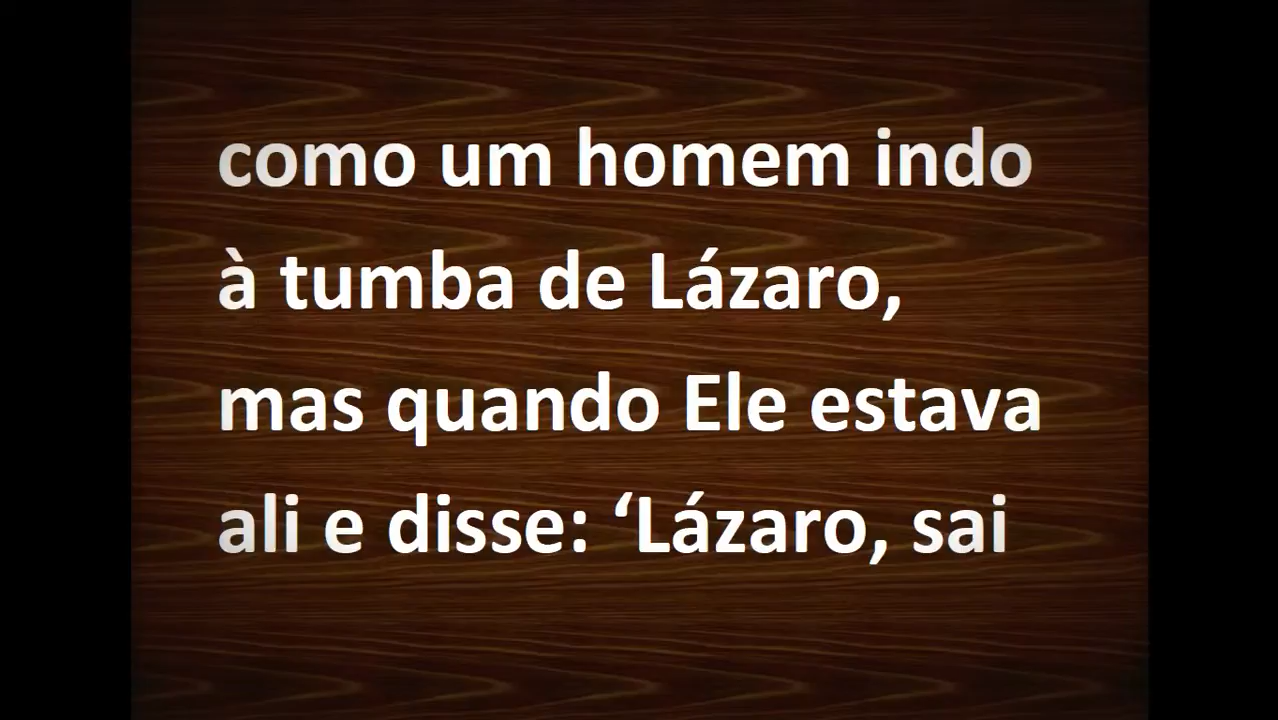 como um homem indo
à tumba de Lázaro,
mas quando Ele estava
ali e disse: ‘Lázaro, sai